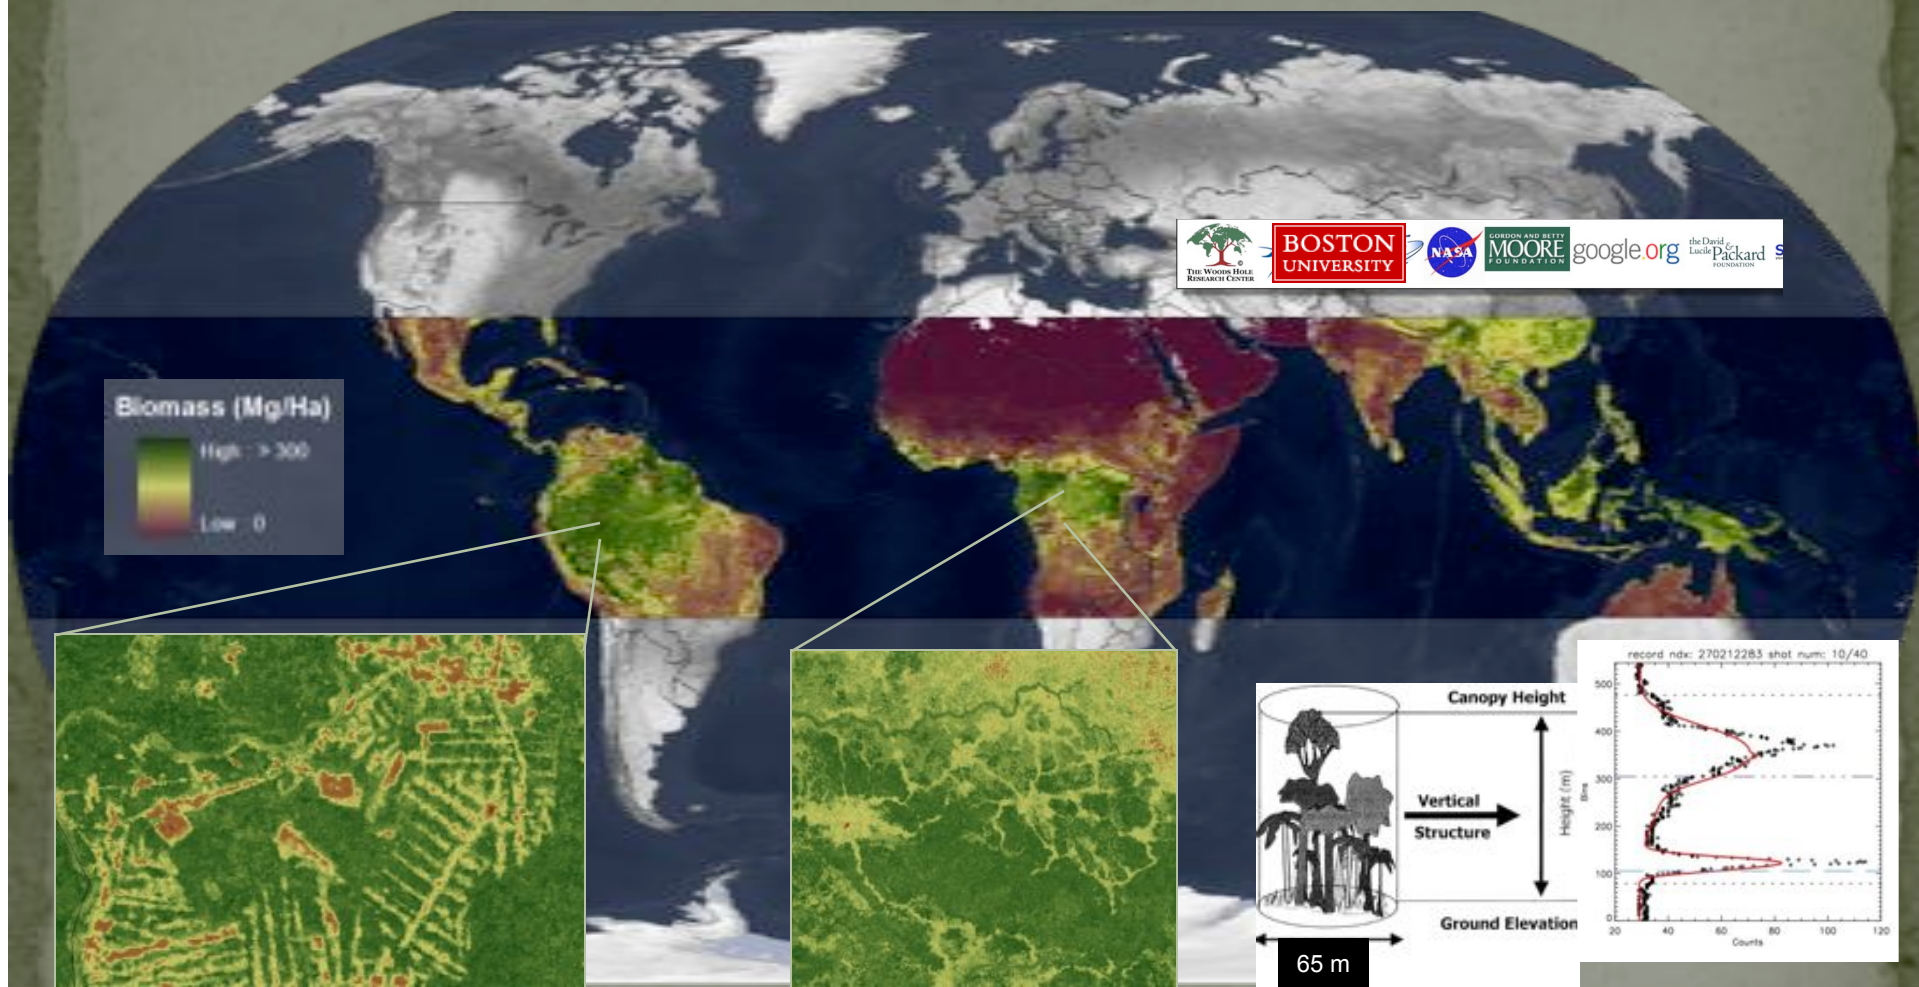 THE WOODS HOLE
RESEARCH CENTER
©
BOSTON
UNIVERSITY
NASA
GORDON AND BETTY
MOORE
FOUNDATION
google.org
the David &
Lucile Packard
FOUNDATION
Biomass (Mg/Ha)
High : > 300
Low : 0
Canopy Height
Vertical
Structure
Ground Elevation
65 m
record ndx: 270212283 shot num: 10/40
Height (m)
Bins
500
400
300
200
100
0
20 40 60 80 100 120
Counts